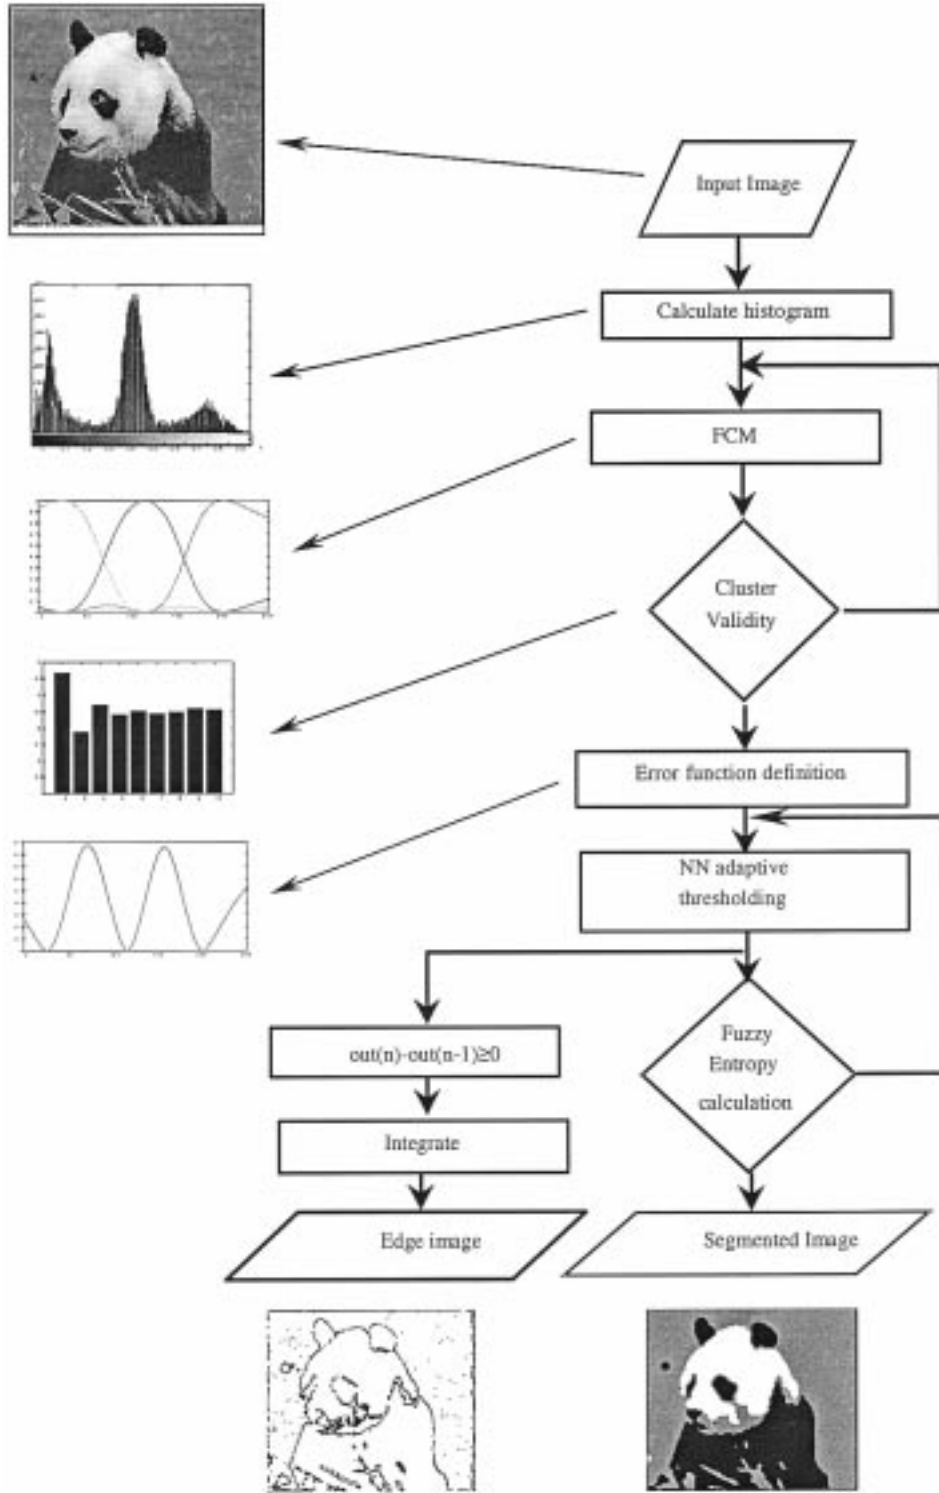 Input Image
Calculate histogram
FCM
Cluster
Validity
Error function definition
NN adaptive
thresholding
out(n)-out(n-1)≥0
Fuzzy
Entropy
calculation
Integrate
Edge image
Segmented Image